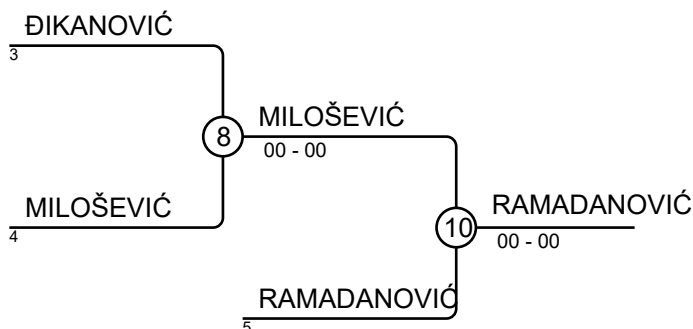 ĐIKANOVIĆ
3
8
MILOŠEVIĆ
00 - 00
MILOŠEVIĆ
4
10
RAMADANOVIĆ
00 - 00
RAMADANOVIĆ
5